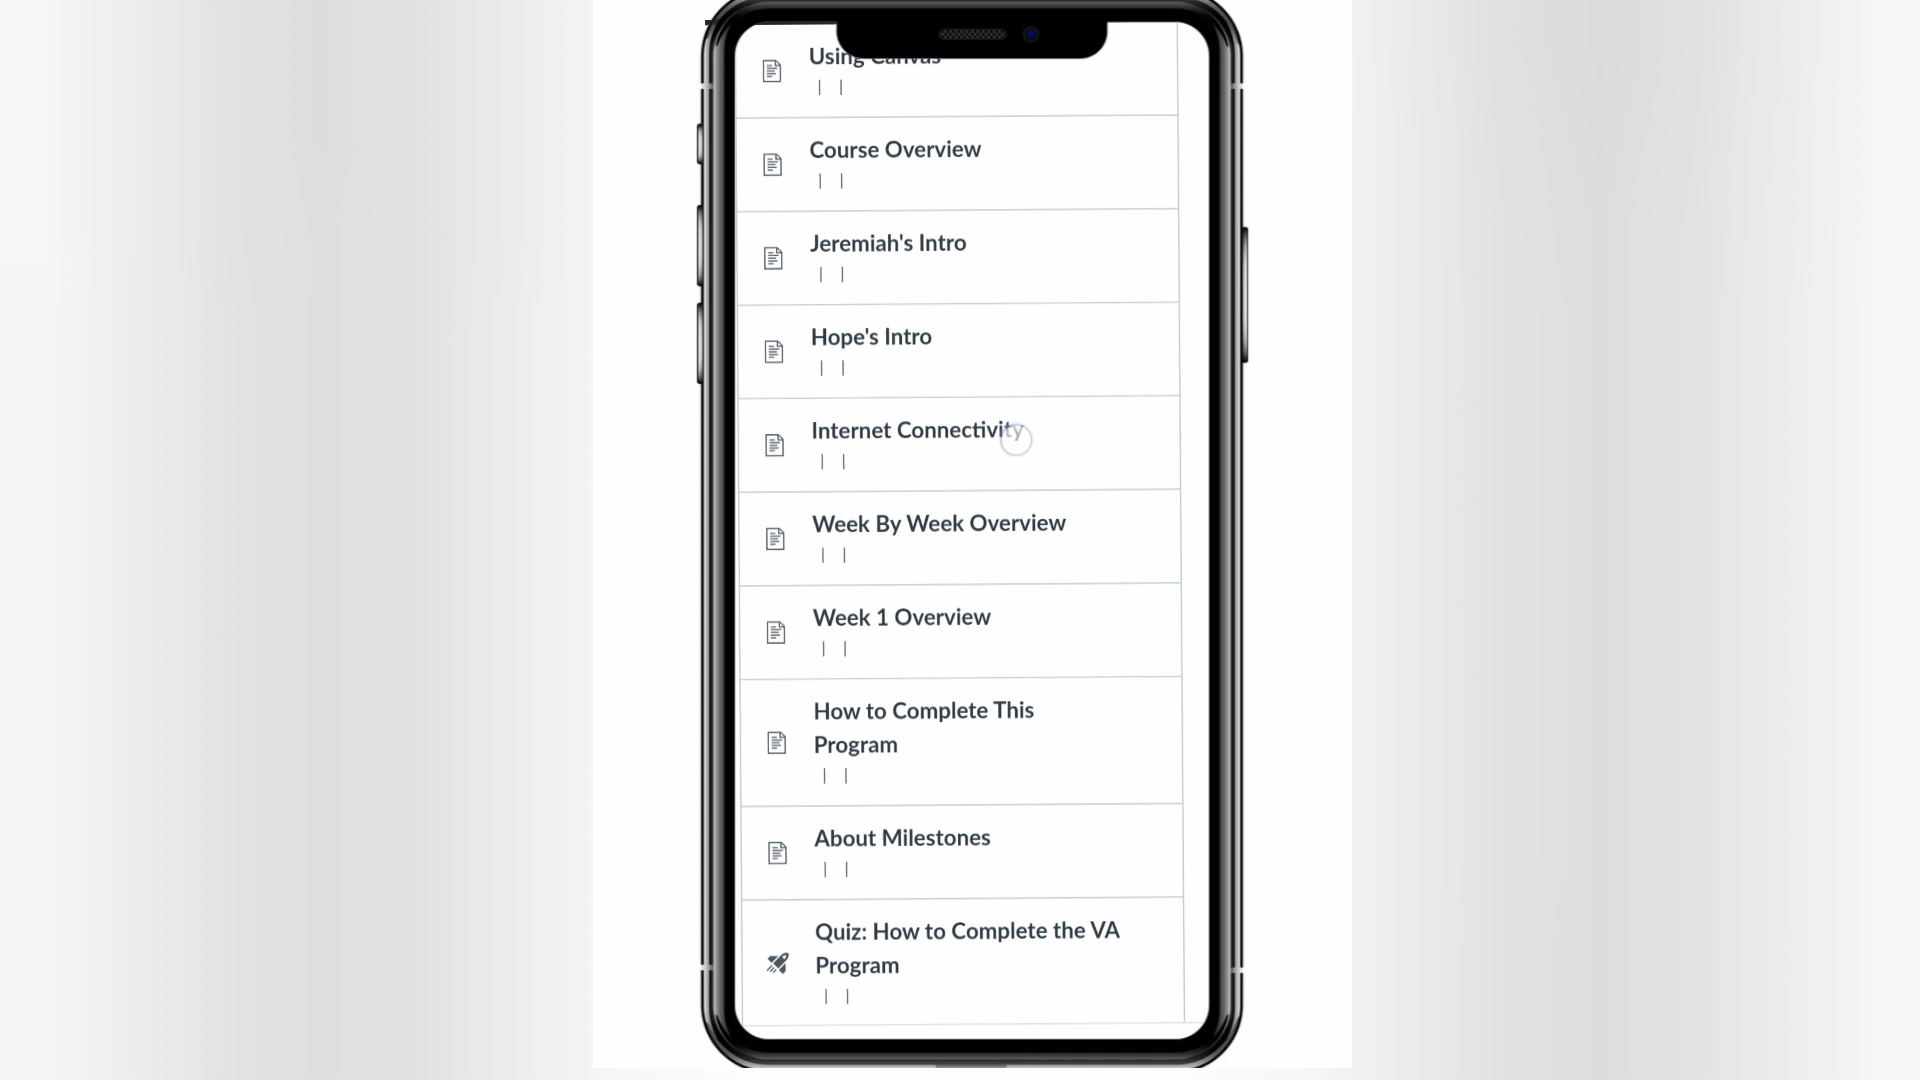 Using Canvas
| |
Course Overview
| |
Jeremiah's Intro
| |
Hope's Intro
| |
Internet Connectivity
| |
Week By Week Overview
| |
Week 1 Overview
| |
How to Complete This
Program
| |
About Milestones
| |
Quiz: How to Complete the VA
Program
| |